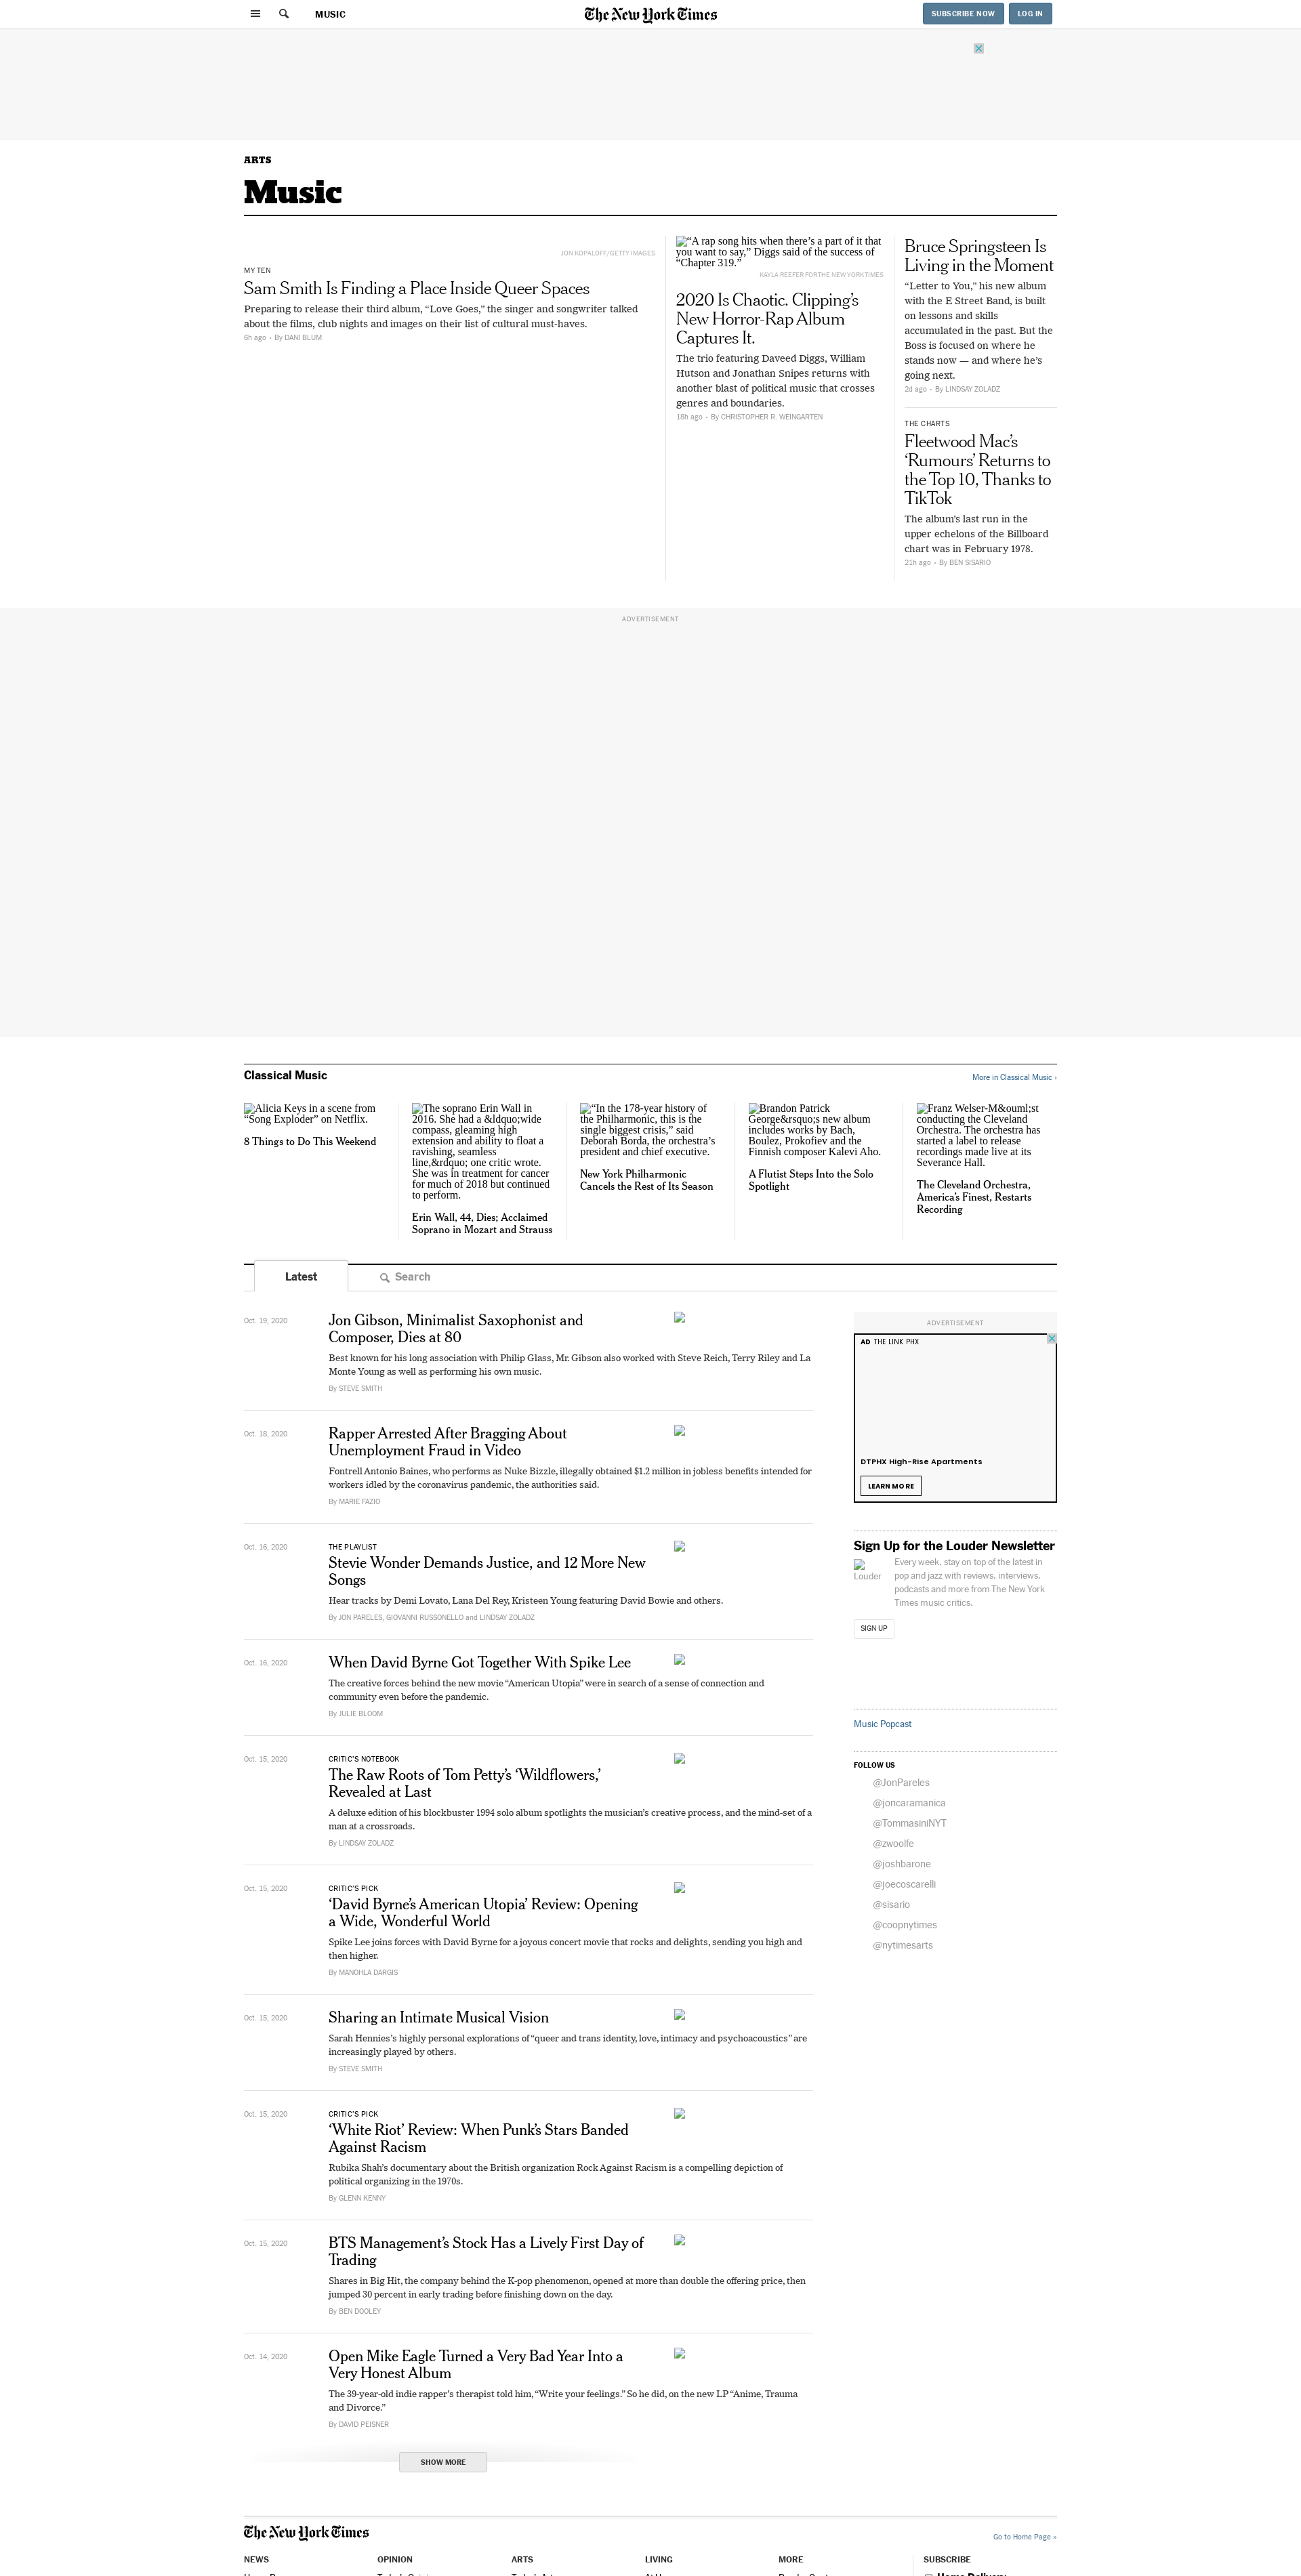 MUSIC
The New York Times
SUBSCRIBE NOW
LOG IN
ARTS
Music
JON KOPALOFF/GETTY IMAGES
MY TEN
Sam Smith Is Finding a Place Inside Queer Spaces
Preparing to release their third album, “Love Goes,” the singer and songwriter talked
about the films, club nights and images on their list of cultural must-haves.
6h ago • By DANI BLUM
“A rap song hits when there’s a part of it that
you want to say,” Diggs said of the success of
“Chapter 319.”
KAYLA REEFER FOR THE NEW YORK TIMES
2020 Is Chaotic. Clipping’s
New Horror-Rap Album
Captures It.
The trio featuring Daveed Diggs, William
Hutson and Jonathan Snipes returns with
another blast of political music that crosses
genres and boundaries.
18h ago • By CHRISTOPHER R. WEINGARTEN
Bruce Springsteen Is
Living in the Moment
“Letter to You,” his new album
with the E Street Band, is built
on lessons and skills
accumulated in the past. But the
Boss is focused on where he
stands now — and where he’s
going next.
2d ago • By LINDSAY ZOLADZ
THE CHARTS
Fleetwood Mac’s
‘Rumours’ Returns to
the Top 10, Thanks to
TikTok
The album’s last run in the
upper echelons of the Billboard
chart was in February 1978.
21h ago • By BEN SISARIO
ADVERTISEMENT
Classical Music
More in Classical Music ›
Alicia Keys in a scene from
“Song Exploder” on Netflix.
8 Things to Do This Weekend
The soprano Erin Wall in
2016. She had a &ldquo;wide
compass, gleaming high
extension and ability to float a
ravishing, seamless
line,&rdquo; one critic wrote.
She was in treatment for cancer
for much of 2018 but continued
to perform.
Erin Wall, 44, Dies; Acclaimed
Soprano in Mozart and Strauss
“In the 178-year history of
the Philharmonic, this is the
single biggest crisis,” said
Deborah Borda, the orchestra’s
president and chief executive.
New York Philharmonic
Cancels the Rest of Its Season
Brandon Patrick
George&rsquo;s new album
includes works by Bach,
Boulez, Prokofiev and the
Finnish composer Kalevi Aho.
A Flutist Steps Into the Solo
Spotlight
Franz Welser-M&ouml;st
conducting the Cleveland
Orchestra. The orchestra has
started a label to release
recordings made live at its
Severance Hall.
The Cleveland Orchestra,
America’s Finest, Restarts
Recording
Latest
Search
Oct. 19, 2020
Jon Gibson, Minimalist Saxophonist and
Composer, Dies at 80
Best known for his long association with Philip Glass, Mr. Gibson also worked with Steve Reich, Terry Riley and La
Monte Young as well as performing his own music.
By STEVE SMITH
Oct. 18, 2020
Rapper Arrested After Bragging About
Unemployment Fraud in Video
Fontrell Antonio Baines, who performs as Nuke Bizzle, illegally obtained $1.2 million in jobless benefits intended for
workers idled by the coronavirus pandemic, the authorities said.
By MARIE FAZIO
Oct. 16, 2020
THE PLAYLIST
Stevie Wonder Demands Justice, and 12 More New
Songs
Hear tracks by Demi Lovato, Lana Del Rey, Kristeen Young featuring David Bowie and others.
By JON PARELES, GIOVANNI RUSSONELLO and LINDSAY ZOLADZ
Oct. 16, 2020
When David Byrne Got Together With Spike Lee
The creative forces behind the new movie “American Utopia” were in search of a sense of connection and
community even before the pandemic.
By JULIE BLOOM
Oct. 15, 2020
CRITIC’S NOTEBOOK
The Raw Roots of Tom Petty’s ‘Wildflowers,’
Revealed at Last
A deluxe edition of his blockbuster 1994 solo album spotlights the musician’s creative process, and the mind-set of a
man at a crossroads.
By LINDSAY ZOLADZ
Oct. 15, 2020
CRITIC’S PICK
‘David Byrne’s American Utopia’ Review: Opening
a Wide, Wonderful World
Spike Lee joins forces with David Byrne for a joyous concert movie that rocks and delights, sending you high and
then higher.
By MANOHLA DARGIS
Oct. 15, 2020
Sharing an Intimate Musical Vision
Sarah Hennies’s highly personal explorations of “queer and trans identity, love, intimacy and psychoacoustics” are
increasingly played by others.
By STEVE SMITH
Oct. 15, 2020
CRITIC’S PICK
‘White Riot’ Review: When Punk’s Stars Banded
Against Racism
Rubika Shah’s documentary about the British organization Rock Against Racism is a compelling depiction of
political organizing in the 1970s.
By GLENN KENNY
Oct. 15, 2020
BTS Management’s Stock Has a Lively First Day of
Trading
Shares in Big Hit, the company behind the K-pop phenomenon, opened at more than double the offering price, then
jumped 30 percent in early trading before finishing down on the day.
By BEN DOOLEY
Oct. 14, 2020
Open Mike Eagle Turned a Very Bad Year Into a
Very Honest Album
The 39-year-old indie rapper’s therapist told him, “Write your feelings.” So he did, on the new LP “Anime, Trauma
and Divorce.”
By DAVID PEISNER
SHOW MORE
ADVERTISEMENT
AD THE LINK PHX
DTPHX High-Rise Apartments
LEARN MORE
Sign Up for the Louder Newsletter
Louder
Every week, stay on top of the latest in
pop and jazz with reviews, interviews,
podcasts and more from The New York
Times music critics.
SIGN UP
Music Popcast
FOLLOW US
@JonPareles
@joncaramanica
@TommasiniNYT
@zwoolfe
@joshbarone
@joecoscarelli
@sisario
@coopnytimes
@nytimesarts
The New York Times
Go to Home Page »
NEWS
OPINION
ARTS
LIVING
MORE
SUBSCRIBE